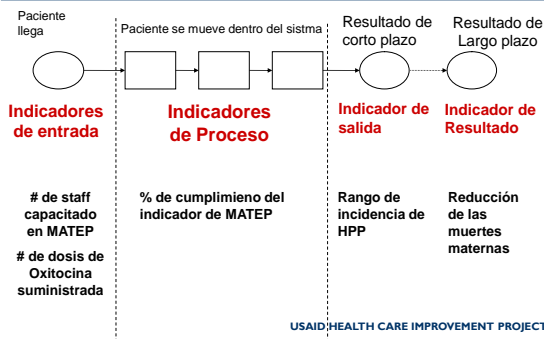 Paciente
llega
Paciente se mueve dentro del sistma
Resultado de
corto plazo
Resultado de
Largo plazo
Indicadores
de entrada
Indicadores
de Proceso
Indicador de
salida
Indicador de
Resultado
# de staff
capacitado
en MATEP
# de dosis de
Oxitocina
suministrada
% de cumplimieno del
indicador de MATEP
Rango de
incidencia de
HPP
Reducción
de las
muertes
maternas
USAID HEALTH CARE IMPROVEMENT PROJECT